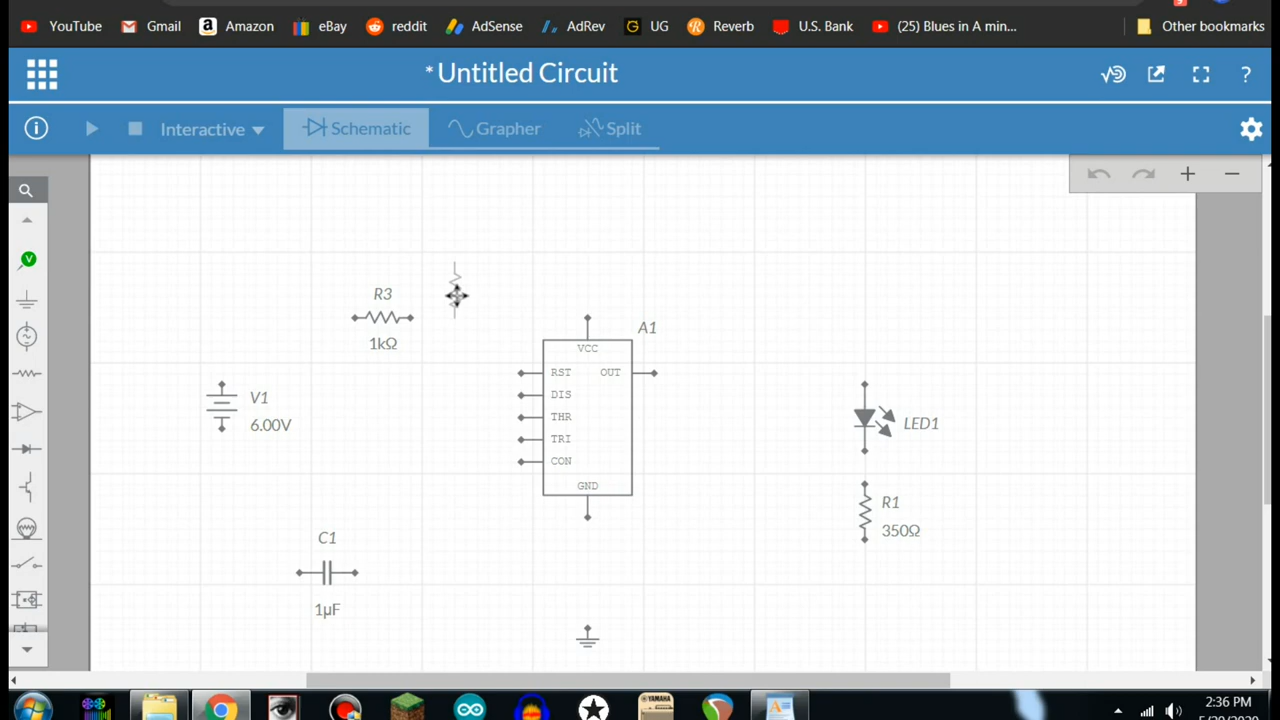 YouTube Gmail Amazon eBay reddit AdSense AdRev UG Reverb U.S. Bank (25) Blues in A min... Other bookmarks
* Untitled Circuit
?
Interactive Schematic Grapher Split
V
R3
1kΩ
A1
VCC
RST OUT
DIS
THR
TRI
CON
GND
V1
6.00V
LED1
R1
350Ω
C1
1µF
2:36 PM